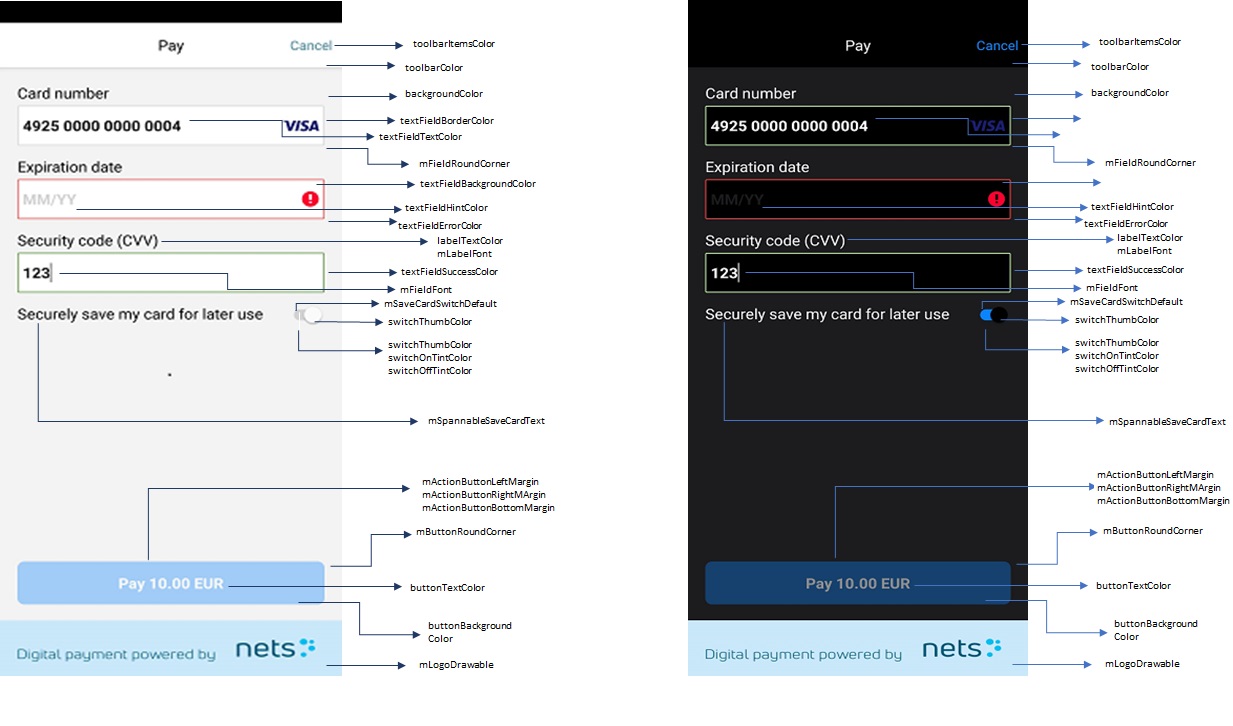 Pay
Cancel
toolbarItemsColor
toolbarColor
Card number
backgroundColor
4925 0000 0000 0004
VISA
textFieldBorderColor
textFieldTextColor
Expiration date
mFieldRoundCorner
MM/YY
textFieldBackgroundColor
textFieldHintColor
textFieldErrorColor
Security code (CVV)
labelTextColor
mLabelFont
123
textFieldSuccessColor
mFieldFont
mSaveCardSwitchDefault
Securely save my card for later use
switchThumbColor
switchThumbColor
switchOnTintColor
switchOffTintColor
mSpannableSaveCardText
mActionButtonLeftMargin
mActionButtonRightMArgin
mActionButtonBottomMargin
mButtonRoundCorner
Pay 10.00 EUR
buttonTextColor
buttonBackground
Color
Digital payment powered by
nets
mLogoDrawable
Pay
Cancel
toolbarItemsColor
toolbarColor
Card number
backgroundColor
4925 0000 0000 0004
VISA
Expiration date
mFieldRoundCorner
MM/YY
textFieldHintColor
textFieldErrorColor
Security code (CVV)
labelTextColor
mLabelFont
123
textFieldSuccessColor
mFieldFont
mSaveCardSwitchDefault
Securely save my card for later use
switchThumbColor
switchThumbColor
switchOnTintColor
switchOffTintColor
mSpannableSaveCardText
mActionButtonLeftMargin
mActionButtonRightMArgin
mActionButtonBottomMargin
mButtonRoundCorner
Pay 10.00 EUR
buttonTextColor
buttonBackground
Color
Digital payment powered by
nets
mLogoDrawable